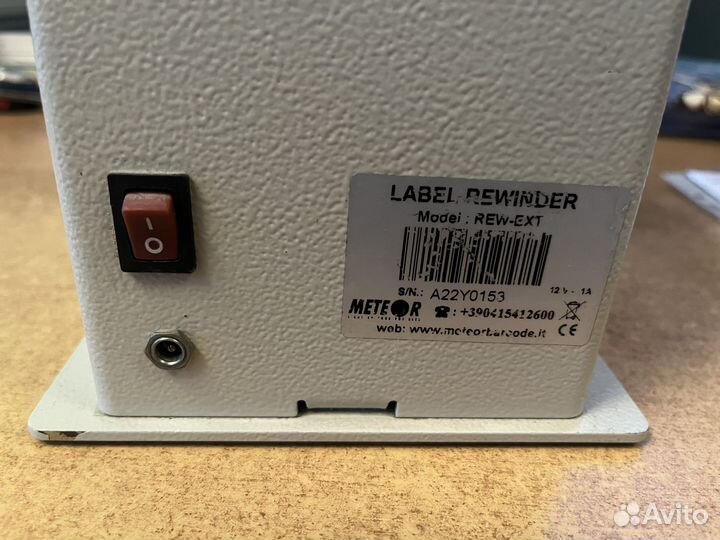 I
O
LABEL REWINDER
Model : REW-EXT
S/N.: A22Y0153 12 V - 1A
METEOR ☎: +390415412600
web: www.meteorbarcode.it CE
Avito